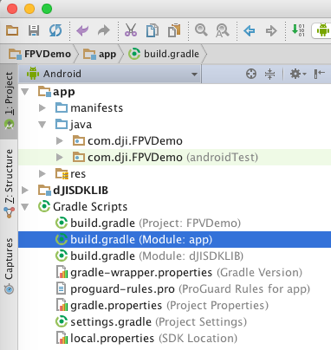 FPVDemo app build.gradle
Android
1: Project
app
manifests
java
com.dji.FPVDemo
com.dji.FPVDemo (androidTest)
res
dJISDKLIB
Gradle Scripts
build.gradle (Project: FPVDemo)
build.gradle (Module: app)
build.gradle (Module: dJISDKLIB)
gradle-wrapper.properties (Gradle Version)
proguard-rules.pro (ProGuard Rules for app)
gradle.properties (Project Properties)
settings.gradle (Project Settings)
local.properties (SDK Location)
Z: Structure
Captures